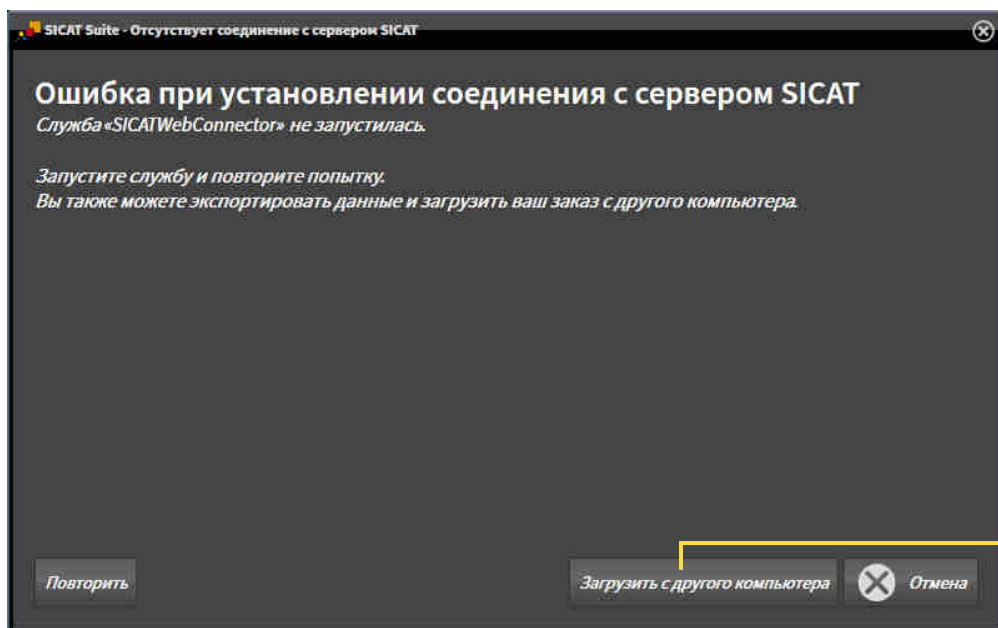 SICAT Suite - Отсутствует соединение с сервером SICAT
Ошибка при установлении соединения с сервером SICAT
Служба «SICATWebConnector» не запустилась.
Запустите службу и повторите попытку.
Вы также можете экспортировать данные и загрузить ваш заказ с другого компьютера.
Повторить
Загрузить с другого компьютера
Отмена